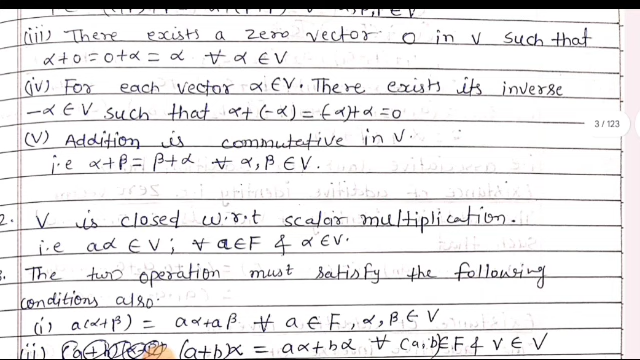 (iii) There exists a zero vector 0 in V such that
α+0=0+α=α ∀ α∈V
(iv) For each vector α∈V. There exists its inverse
-α∈V such that α+(-α)=(-α)+α=0
3/123
(V) Addition is commutative in V.
i.e α+β=β+α ∀ α,β∈V.
2. V is closed w.r.t scalar multiplication.
i.e aα∈V; ∀ a∈F & α∈V.
The two operation must satisfy the following
conditions also.
(i) a(α+β) = aα+aβ ∀ a∈F, α,β∈V
(ii) (a+b)α = aα+bα ∀ (a,b)∈F & V∈V